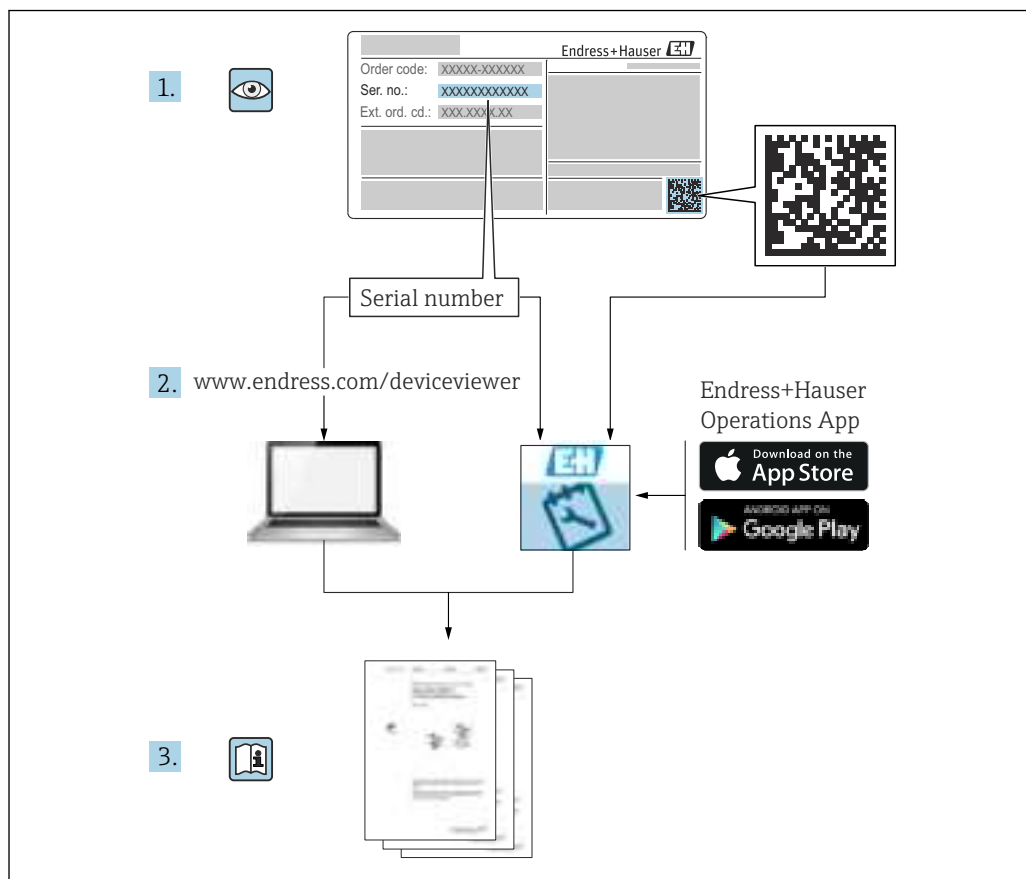 Endress+Hauser EH
Order code: XXXXX-XXXXXX
Ser. no.: XXXXXXXXXXXX
Ext. ord. cd.: XXX.XXXX.XX
1.
Serial number
2. www.endress.com/deviceviewer
Endress+Hauser
Operations App
Download on the
App Store
ANDROID APP ON
Google Play
EH
3.
i